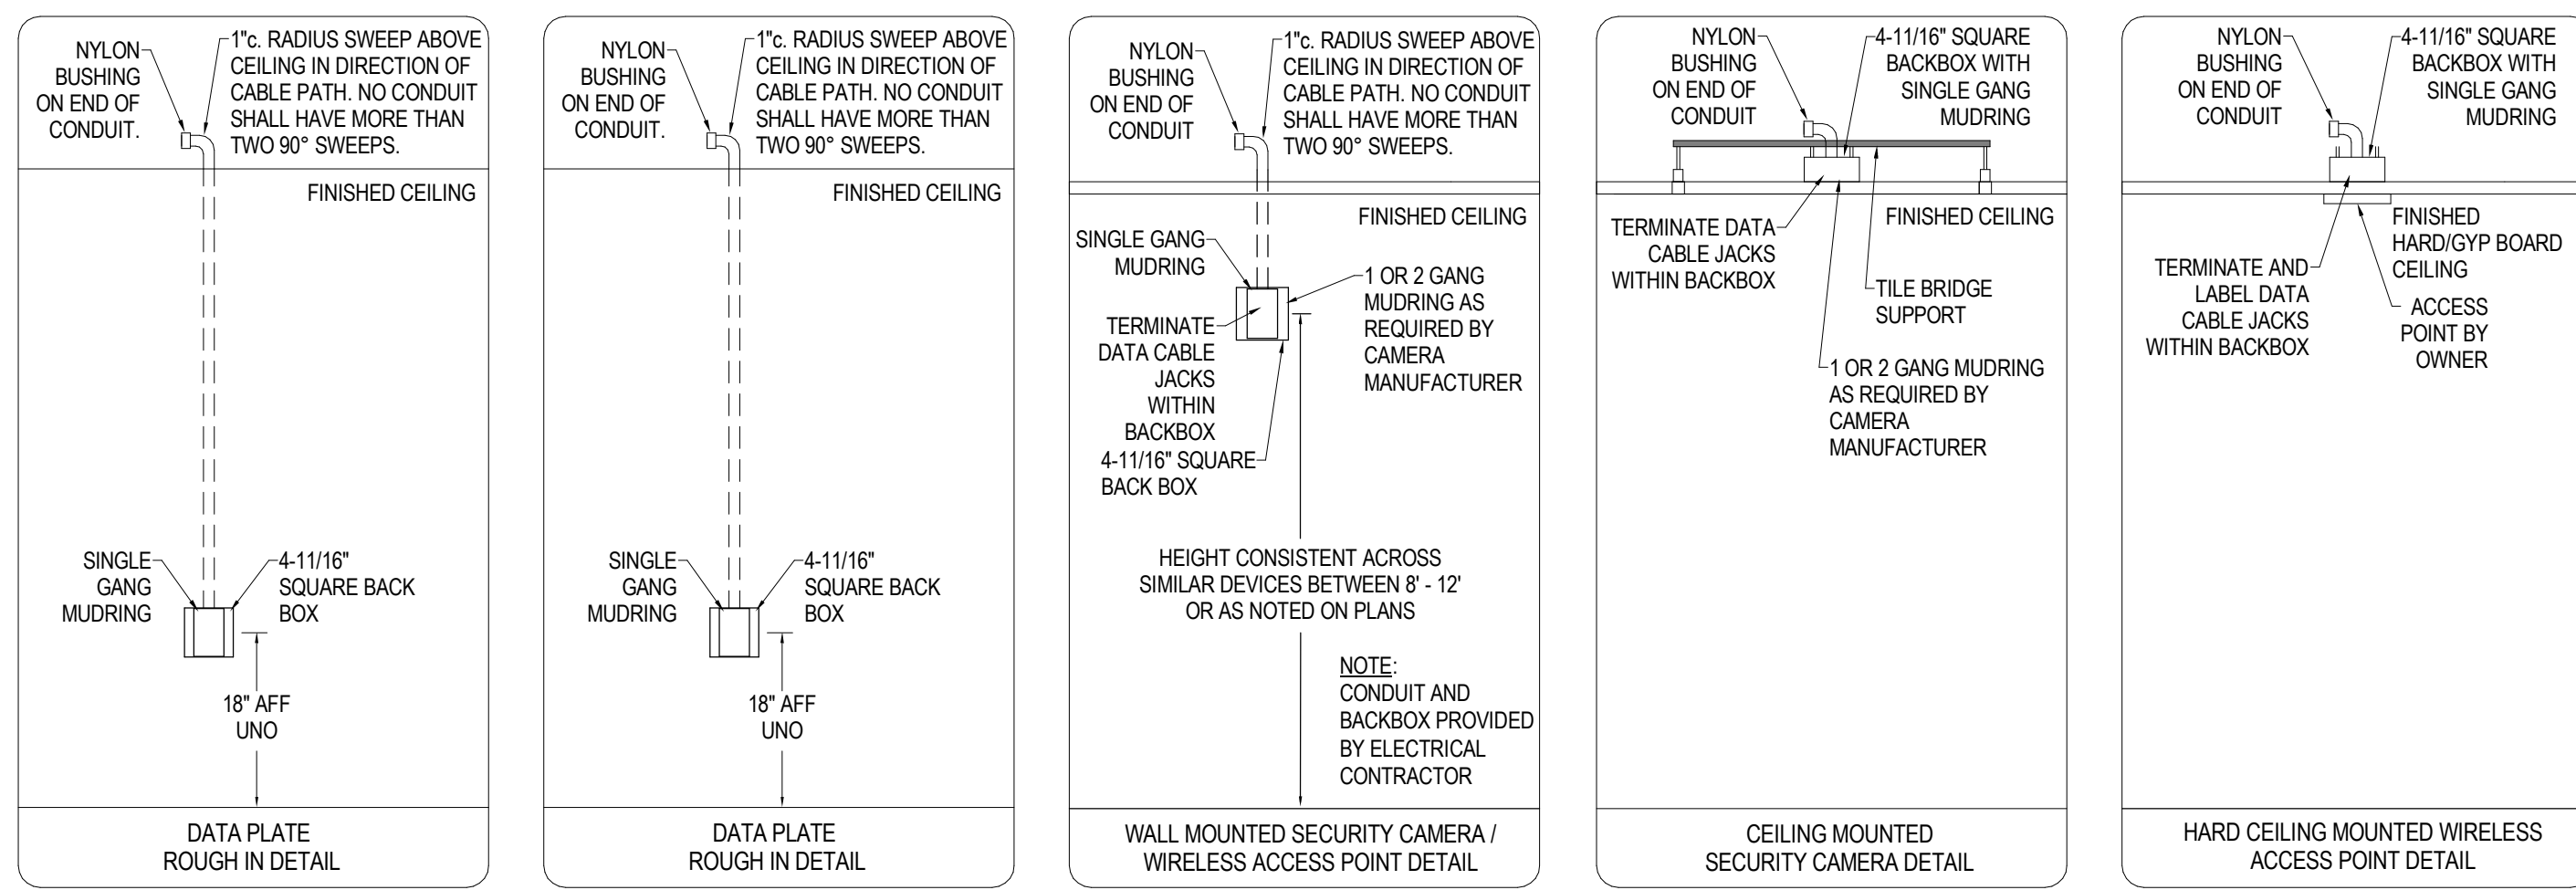 NYLON
BUSHING
ON END OF
CONDUIT.
1"c. RADIUS SWEEP ABOVE
CEILING IN DIRECTION OF
CABLE PATH. NO CONDUIT
SHALL HAVE MORE THAN
TWO 90° SWEEPS.
FINISHED CEILING
SINGLE
GANG
MUDRING
4-11/16"
SQUARE BACK
BOX
18" AFF
UNO
DATA PLATE
ROUGH IN DETAIL
NYLON
BUSHING
ON END OF
CONDUIT.
1"c. RADIUS SWEEP ABOVE
CEILING IN DIRECTION OF
CABLE PATH. NO CONDUIT
SHALL HAVE MORE THAN
TWO 90° SWEEPS.
FINISHED CEILING
SINGLE
GANG
MUDRING
4-11/16"
SQUARE BACK
BOX
18" AFF
UNO
DATA PLATE
ROUGH IN DETAIL
NYLON
BUSHING
ON END OF
CONDUIT
1"c. RADIUS SWEEP ABOVE
CEILING IN DIRECTION OF
CABLE PATH. NO CONDUIT
SHALL HAVE MORE THAN
TWO 90° SWEEPS.
FINISHED CEILING
SINGLE GANG
MUDRING
1 OR 2 GANG
MUDRING AS
REQUIRED BY
CAMERA
MANUFACTURER
TERMINATE
DATA CABLE
JACKS
WITHIN
BACKBOX
4-11/16" SQUARE
BACK BOX
HEIGHT CONSISTENT ACROSS
SIMILAR DEVICES BETWEEN 8' - 12'
OR AS NOTED ON PLANS
NOTE:
CONDUIT AND
BACKBOX PROVIDED
BY ELECTRICAL
CONTRACTOR
WALL MOUNTED SECURITY CAMERA /
WIRELESS ACCESS POINT DETAIL
NYLON
BUSHING
ON END OF
CONDUIT
4-11/16" SQUARE
BACKBOX WITH
SINGLE GANG
MUDRING
FINISHED CEILING
TERMINATE DATA
CABLE JACKS
WITHIN BACKBOX
TILE BRIDGE
SUPPORT
1 OR 2 GANG MUDRING
AS REQUIRED BY
CAMERA
MANUFACTURER
CEILING MOUNTED
SECURITY CAMERA DETAIL
NYLON
BUSHING
ON END OF
CONDUIT
4-11/16" SQUARE
BACKBOX WITH
SINGLE GANG
MUDRING
FINISHED
HARD/GYP BOARD
CEILING
TERMINATE AND
LABEL DATA
CABLE JACKS
WITHIN BACKBOX
ACCESS
POINT BY
OWNER
HARD CEILING MOUNTED WIRELESS
ACCESS POINT DETAIL